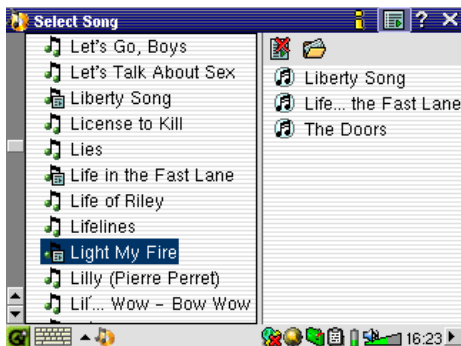 Select Song
?
Let's Go, Boys
Let's Talk About Sex
Liberty Song
License to Kill
Lies
Life in the Fast Lane
Life of Riley
Lifelines
Light My Fire
Lilly (Pierre Perret)
Lil'... Wow - Bow Wow
Liberty Song
Life... the Fast Lane
The Doors
16:23